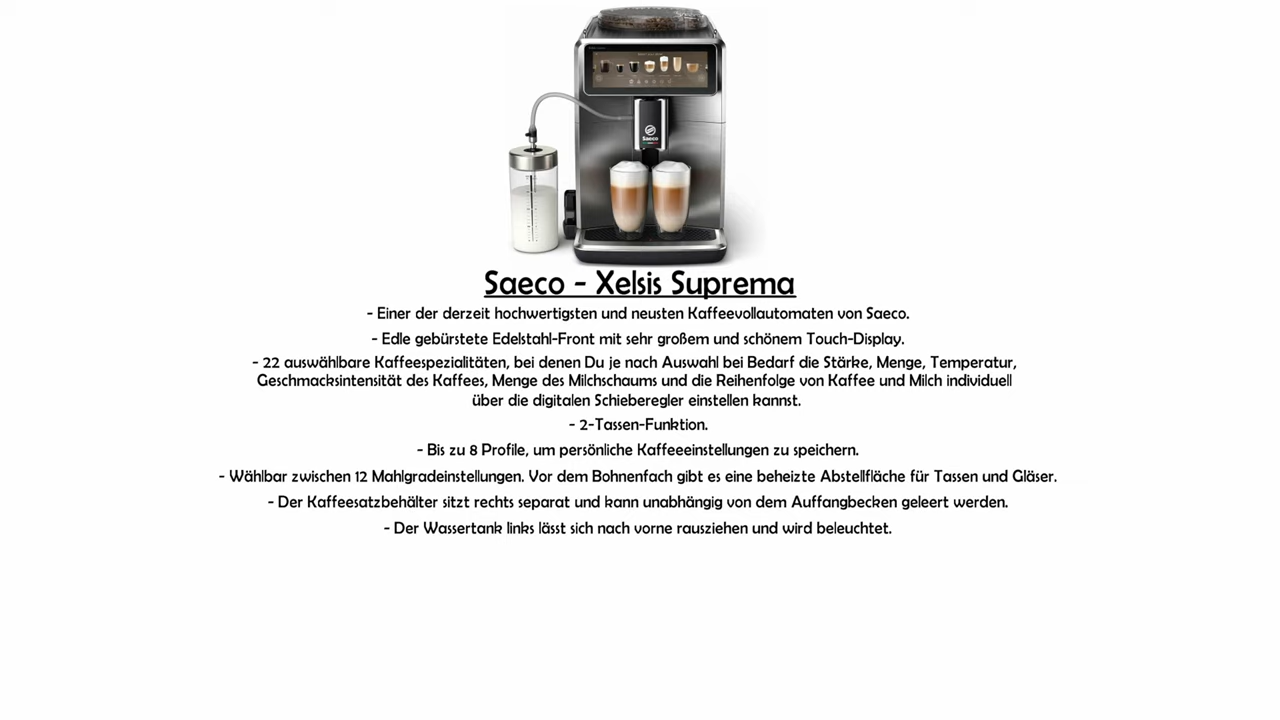 Saeco
Saeco - Xelsis Suprema
- Einer der derzeit hochwertigsten und neusten Kaffeevollautomaten von Saeco.
- Edle gebürstete Edelstahl-Front mit sehr großem und schönem Touch-Display.
- 22 auswählbare Kaffeespezialitäten, bei denen Du je nach Auswahl bei Bedarf die Stärke, Menge, Temperatur,
Geschmacksintensität des Kaffees, Menge des Milchschaums und die Reihenfolge von Kaffee und Milch individuell
über die digitalen Schieberegler einstellen kannst.
- 2-Tassen-Funktion.
- Bis zu 8 Profile, um persönliche Kaffeeeinstellungen zu speichern.
- Wählbar zwischen 12 Mahlgradeinstellungen. Vor dem Bohnenfach gibt es eine beheizte Abstellfläche für Tassen und Gläser.
- Der Kaffeesatzbehälter sitzt rechts separat und kann unabhängig von dem Auffangbecken geleert werden.
- Der Wassertank links lässt sich nach vorne rausziehen und wird beleuchtet.